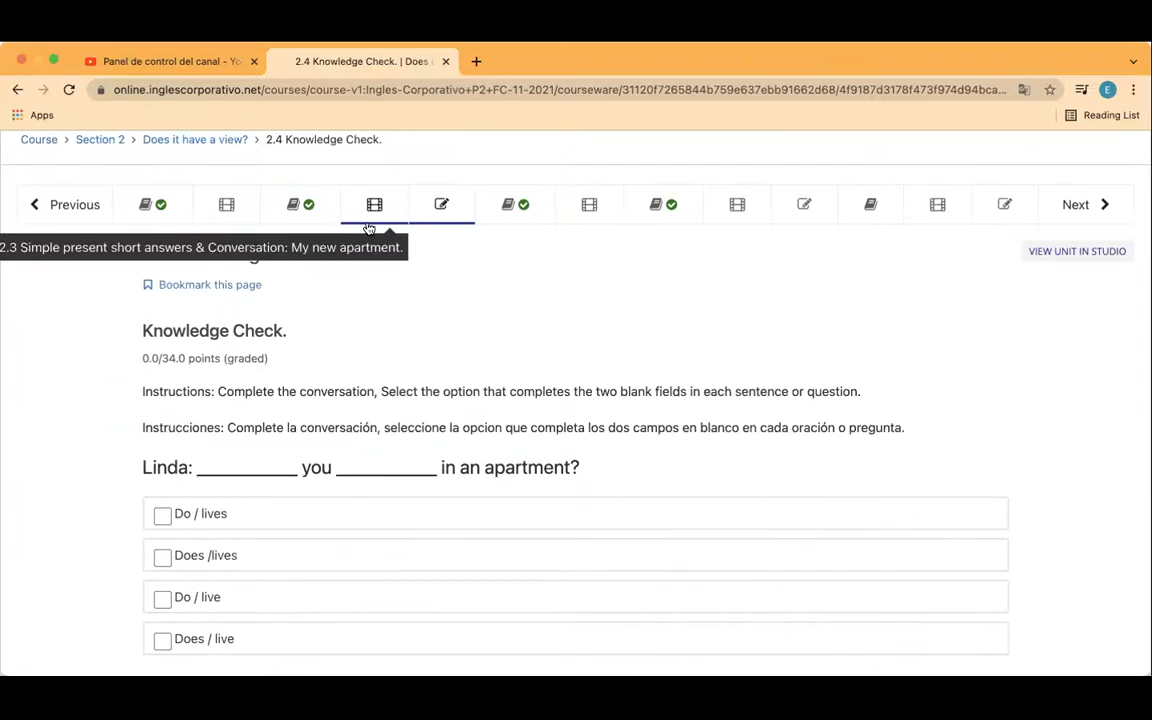 Panel de control del canal - Yo
2.4 Knowledge Check. | Does
online.inglescorporativo.net/courses/course-v1:Ingles-Corporativo+P2+FC-11-2021/courseware/31120f7265844b759e637ebb91662d68/4f9187d3178f473f974d94bca...
E
Apps
Reading List
Course > Section 2 > Does it have a view? > 2.4 Knowledge Check.
Previous
Next
2.3 Simple present short answers & Conversation: My new apartment.
VIEW UNIT IN STUDIO
Bookmark this page
Knowledge Check.
0.0/34.0 points (graded)
Instructions: Complete the conversation, Select the option that completes the two blank fields in each sentence or question.
Instrucciones: Complete la conversación, seleccione la opcion que completa los dos campos en blanco en cada oración o pregunta.
Linda: ___________ you ___________ in an apartment?
Do / lives
Does /lives
Do / live
Does / live